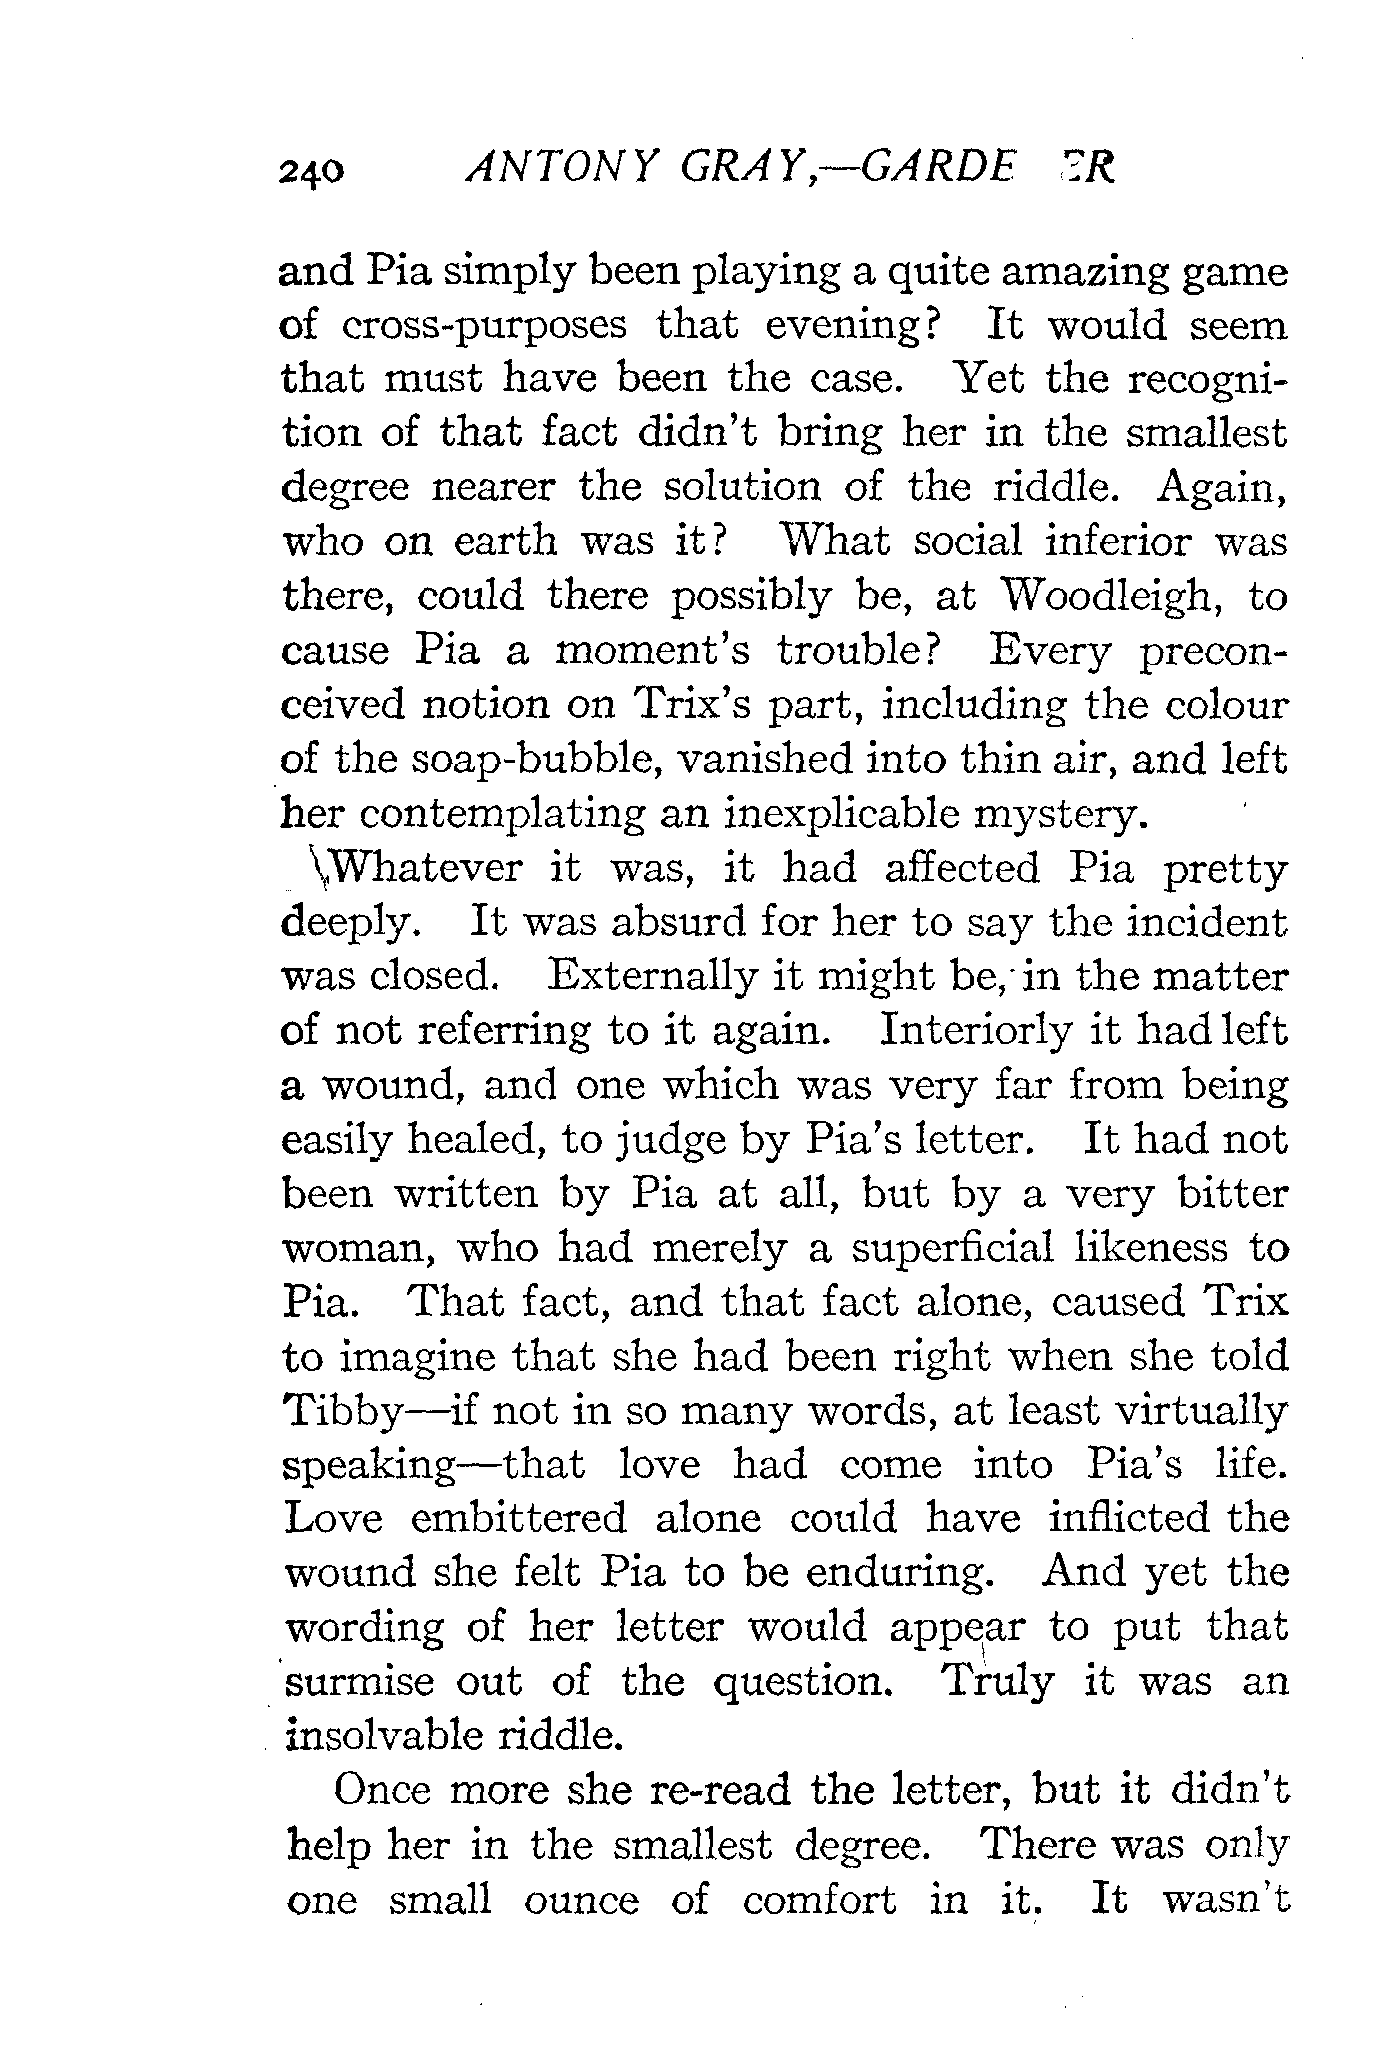 240 ANTONY GRAY,—GARDE ER
and Pia simply been playing a quite amazing game
of cross-purposes that evening? It would seem
that must have been the case. Yet the recogni-
tion of that fact didn't bring her in the smallest
degree nearer the solution of the riddle. Again,
who on earth was it? What social inferior was
there, could there possibly be, at Woodleigh, to
cause Pia a moment's trouble? Every precon-
ceived notion on Trix's part, including the colour
of the soap-bubble, vanished into thin air, and left
her contemplating an inexplicable mystery.
Whatever it was, it had affected Pia pretty
deeply. It was absurd for her to say the incident
was closed. Externally it might be, in the matter
of not referring to it again. Interiorly it had left
a wound, and one which was very far from being
easily healed, to judge by Pia's letter. It had not
been written by Pia at all, but by a very bitter
woman, who had merely a superficial likeness to
Pia. That fact, and that fact alone, caused Trix
to imagine that she had been right when she told
Tibby—if not in so many words, at least virtually
speaking—that love had come into Pia's life.
Love embittered alone could have inflicted the
wound she felt Pia to be enduring. And yet the
wording of her letter would appear to put that
surmise out of the question. Truly it was an
insolvable riddle.
Once more she re-read the letter, but it didn't
help her in the smallest degree. There was only
one small ounce of comfort in it. It wasn't